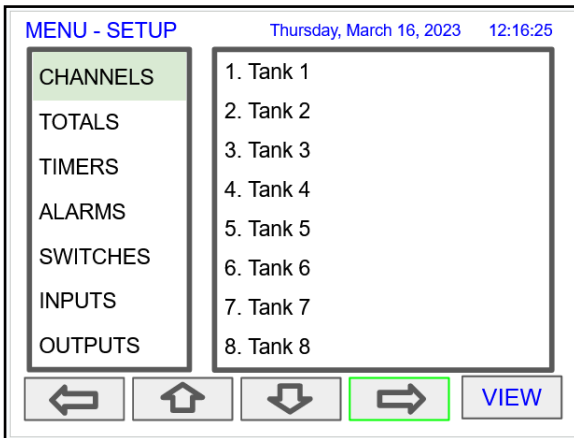 MENU - SETUP
Thursday, March 16, 2023 12:16:25
CHANNELS
TOTALS
TIMERS
ALARMS
SWITCHES
INPUTS
OUTPUTS
1. Tank 1
2. Tank 2
3. Tank 3
4. Tank 4
5. Tank 5
6. Tank 6
7. Tank 7
8. Tank 8
VIEW